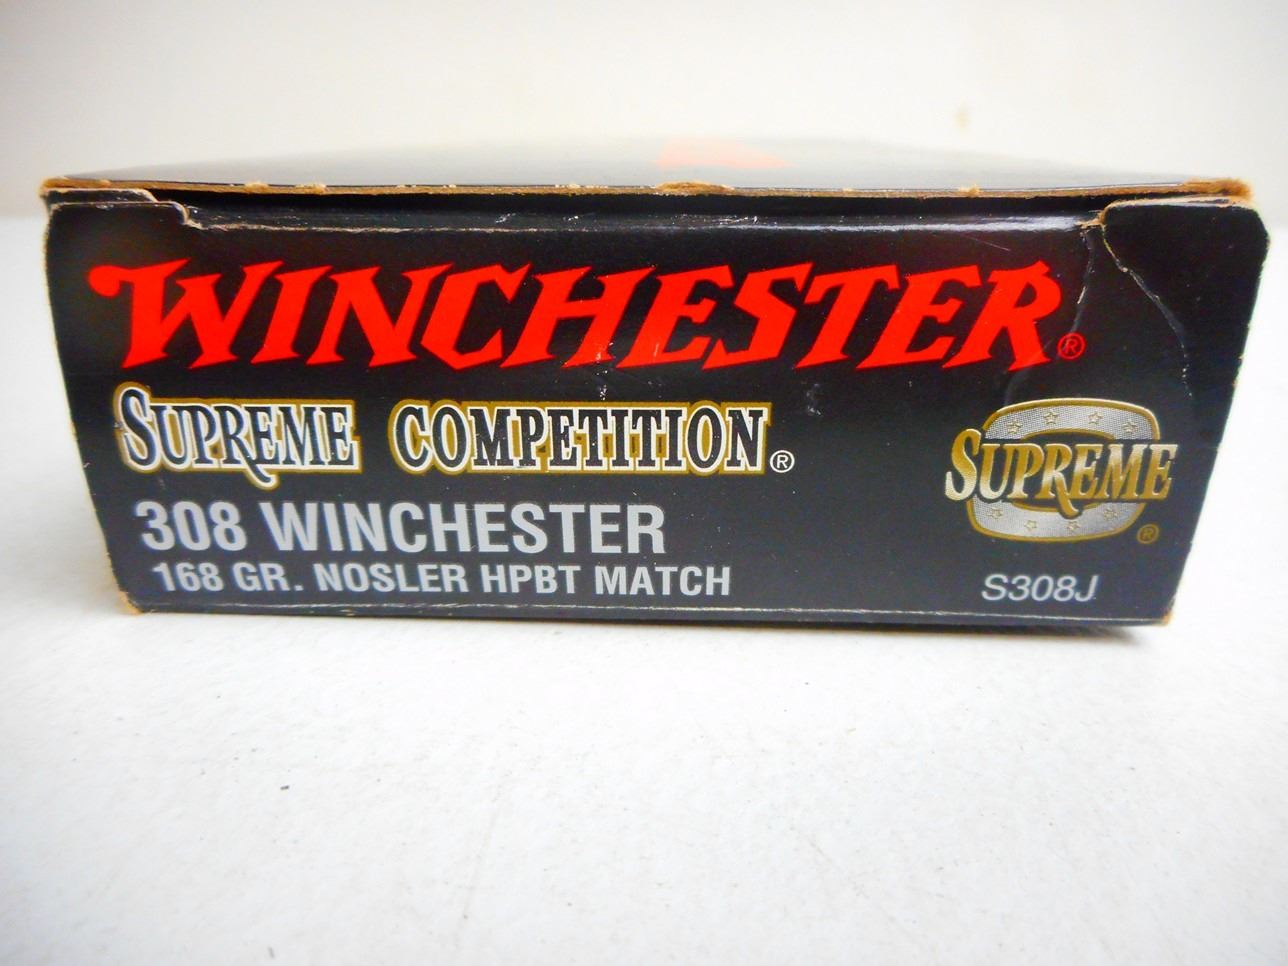 WINCHESTER®
SUPREME COMPETITION®
308 WINCHESTER
168 GR. NOSLER HPBT MATCH
SUPREME®
S308J